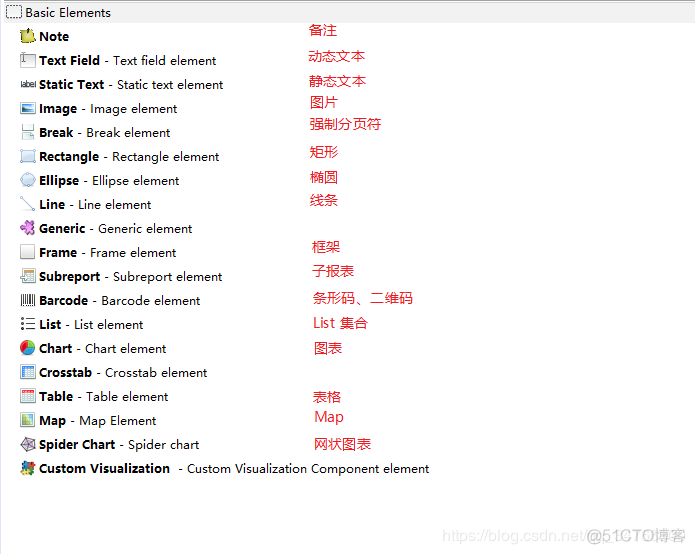 Basic Elements
Note 备注
Text Field - Text field element 动态文本
label Static Text - Static text element 静态文本
Image - Image element 图片
Break - Break element 强制分页符
Rectangle - Rectangle element 矩形
Ellipse - Ellipse element 椭圆
Line - Line element 线条
Generic - Generic element
Frame - Frame element 框架
Subreport - Subreport element 子报表
Barcode - Barcode element 条形码、二维码
List - List element List 集合
Chart - Chart element 图表
Crosstab - Crosstab element
Table - Table element 表格
Map - Map Element Map
Spider Chart - Spider chart 网状图表
Custom Visualization - Custom Visualization Component element
https://blog.csdn.net/
@51CTO博客